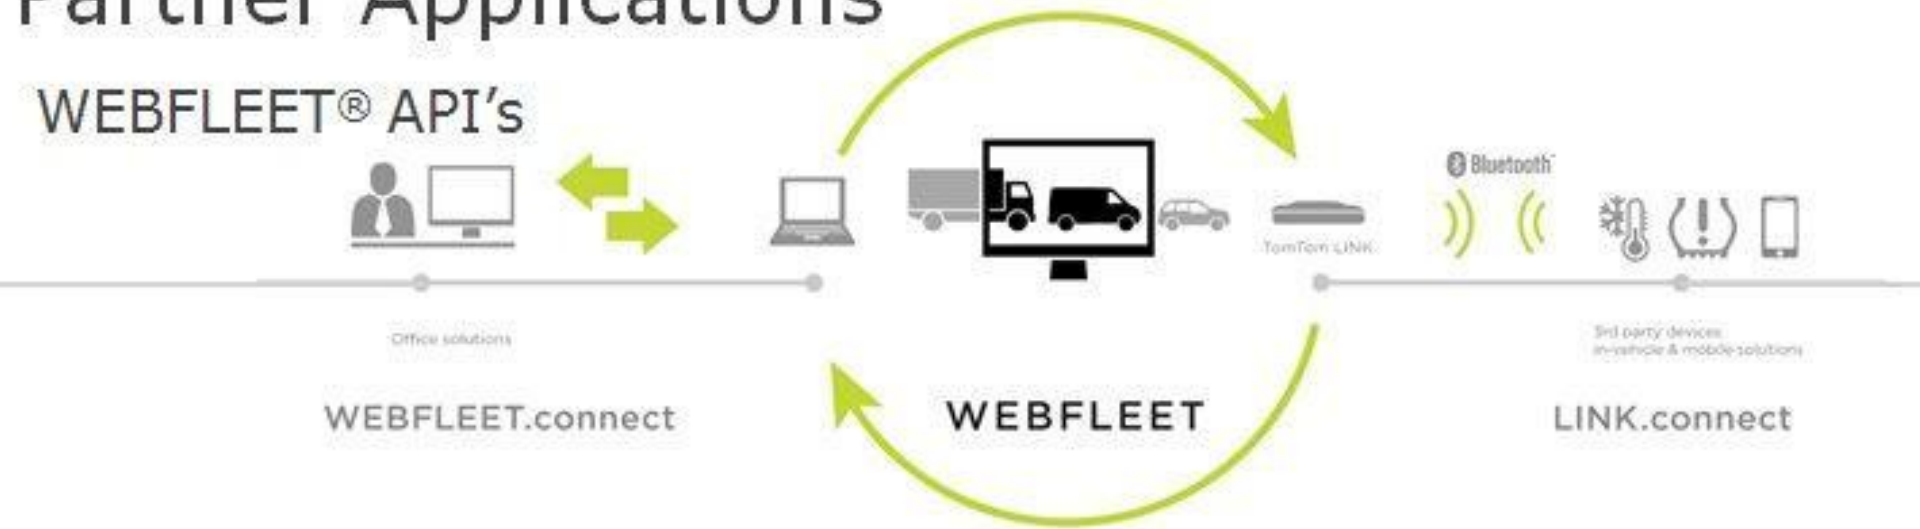 Partner Applications
WEBFLEET® API's
Bluetooth
TomTom LINK
Office solutions
3rd party devices
in-vehicle & mobile solutions
WEBFLEET.connect
WEBFLEET
LINK.connect